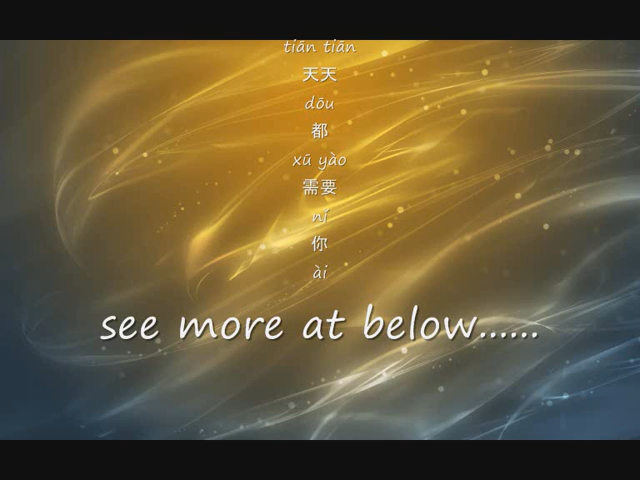 tiān tiān
天天
dōu
都
xū yào
需要
nǐ
你
ài
see more at below......